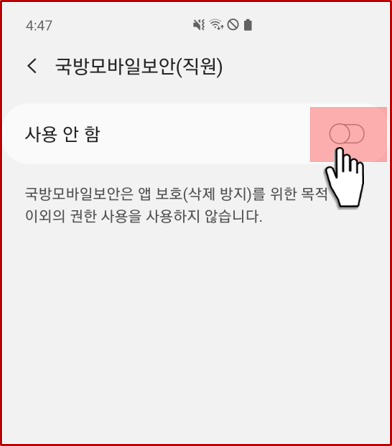 4:47
국방모바일보안(직원)
사용 안 함
국방모바일보안은 앱 보호(삭제 방지)를 위한 목적
이외의 권한 사용을 사용하지 않습니다.